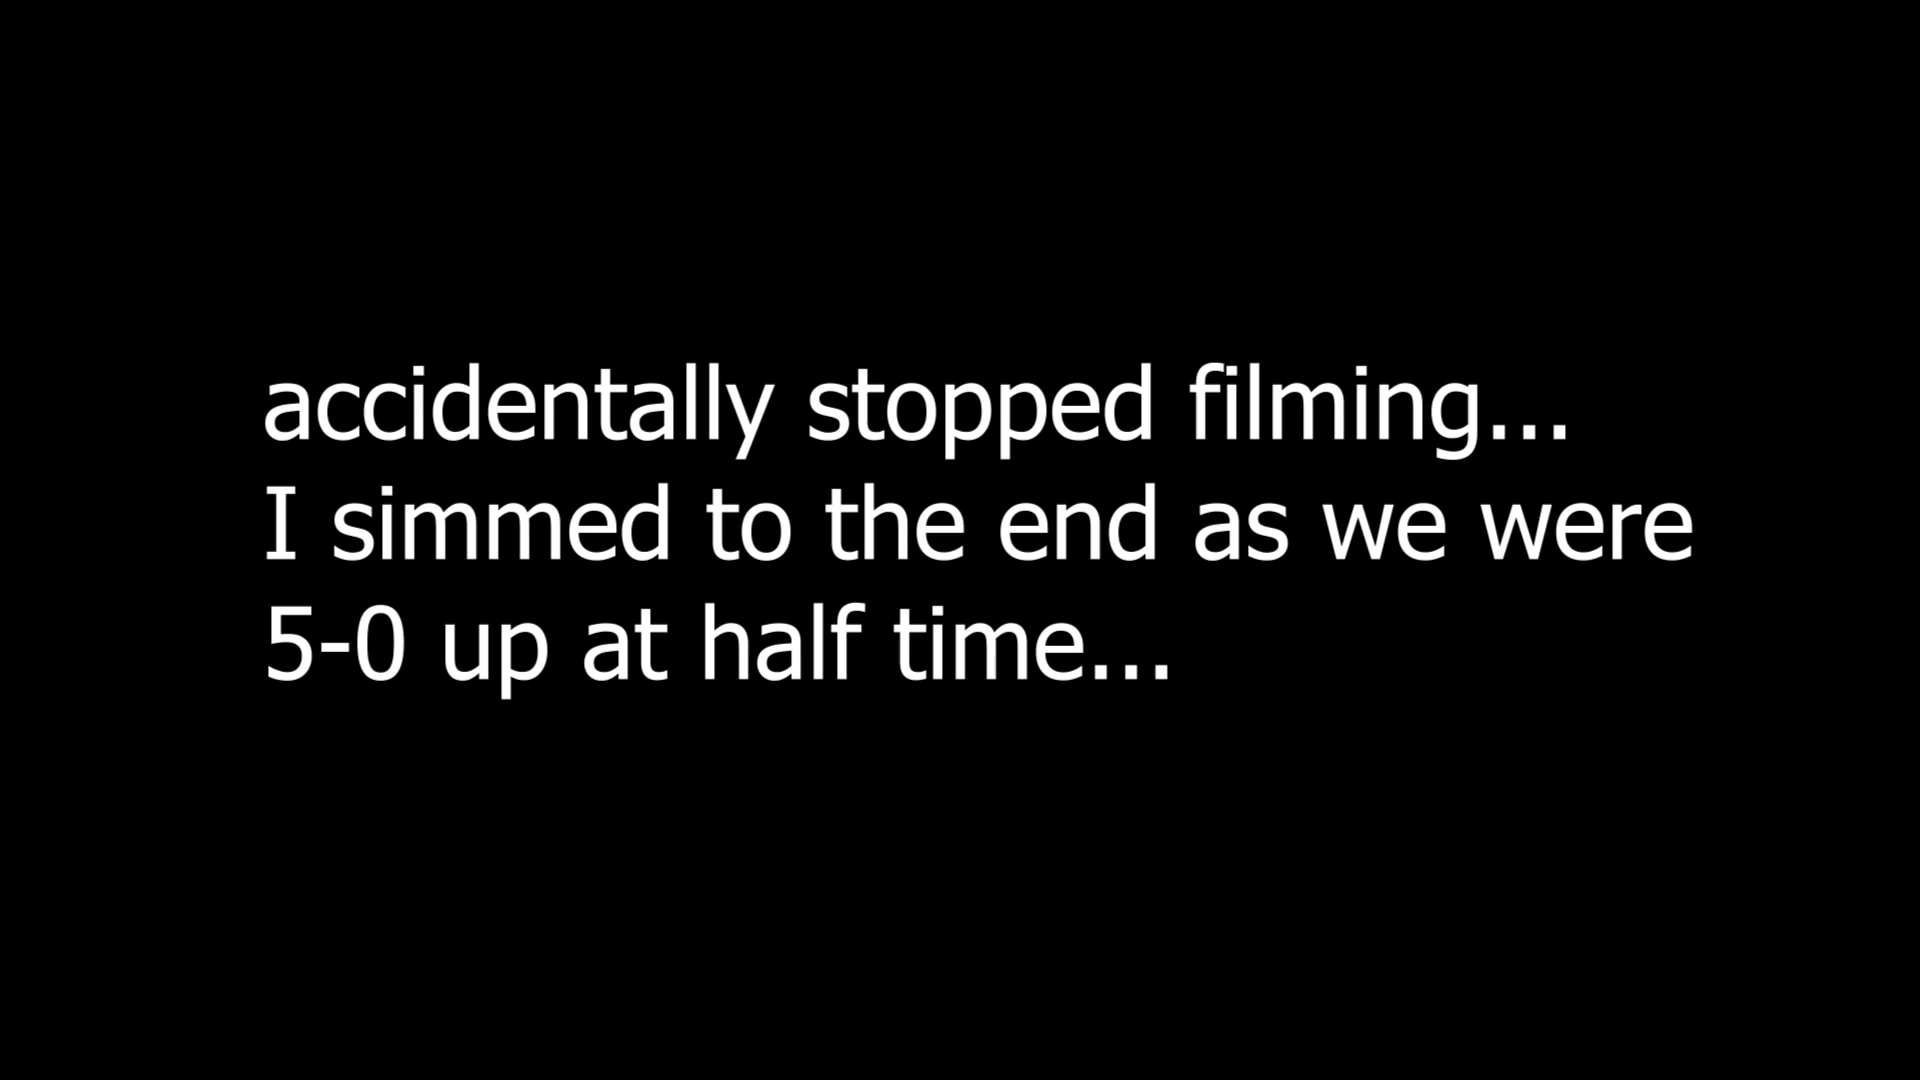 accidentally stopped filming...
I simmed to the end as we were
5-0 up at half time...